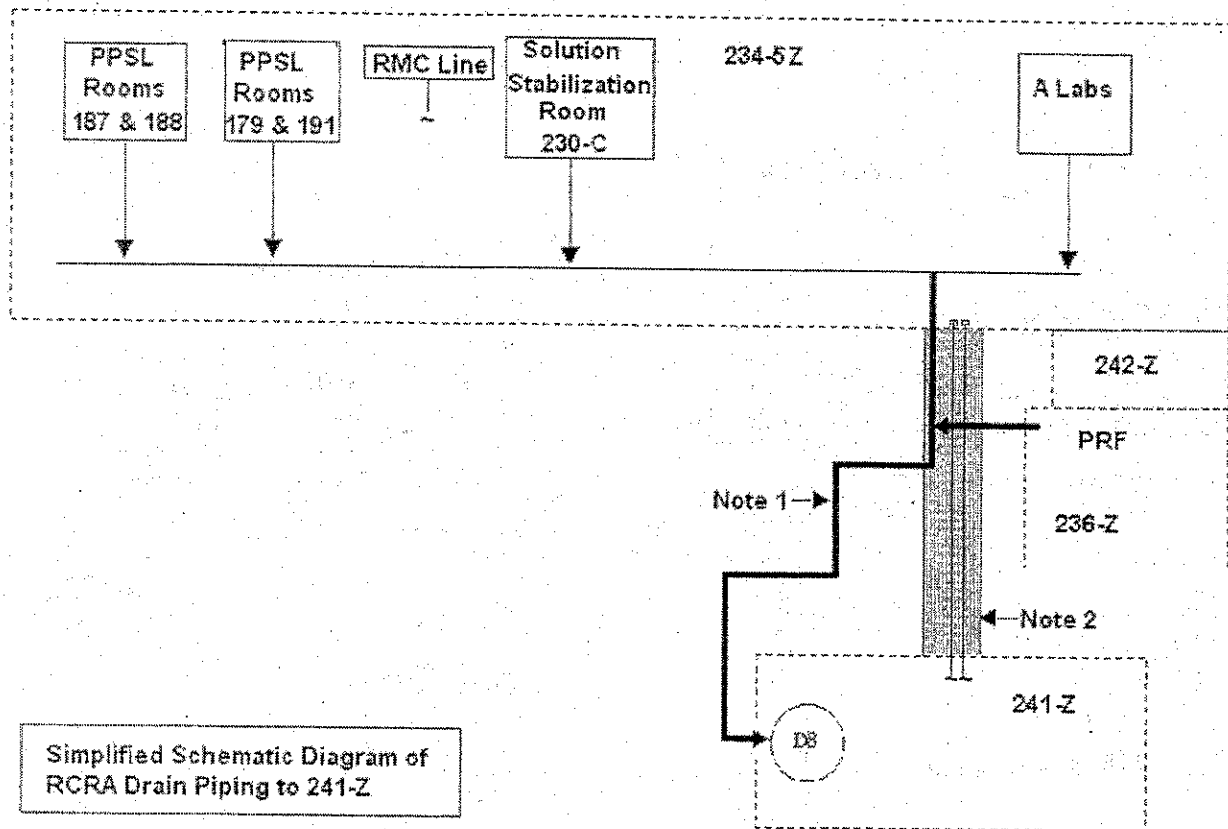 PPSL
Rooms
187 & 188
PPSL
Rooms
179 & 191
RMC Line
~
Solution
Stabilization
Room
230-C
234-5Z
A Labs
242-Z
PRF
236-Z
Note 1
Note 2
241-Z
D8
Simplified Schematic Diagram of
RCRA Drain Piping to 241-Z